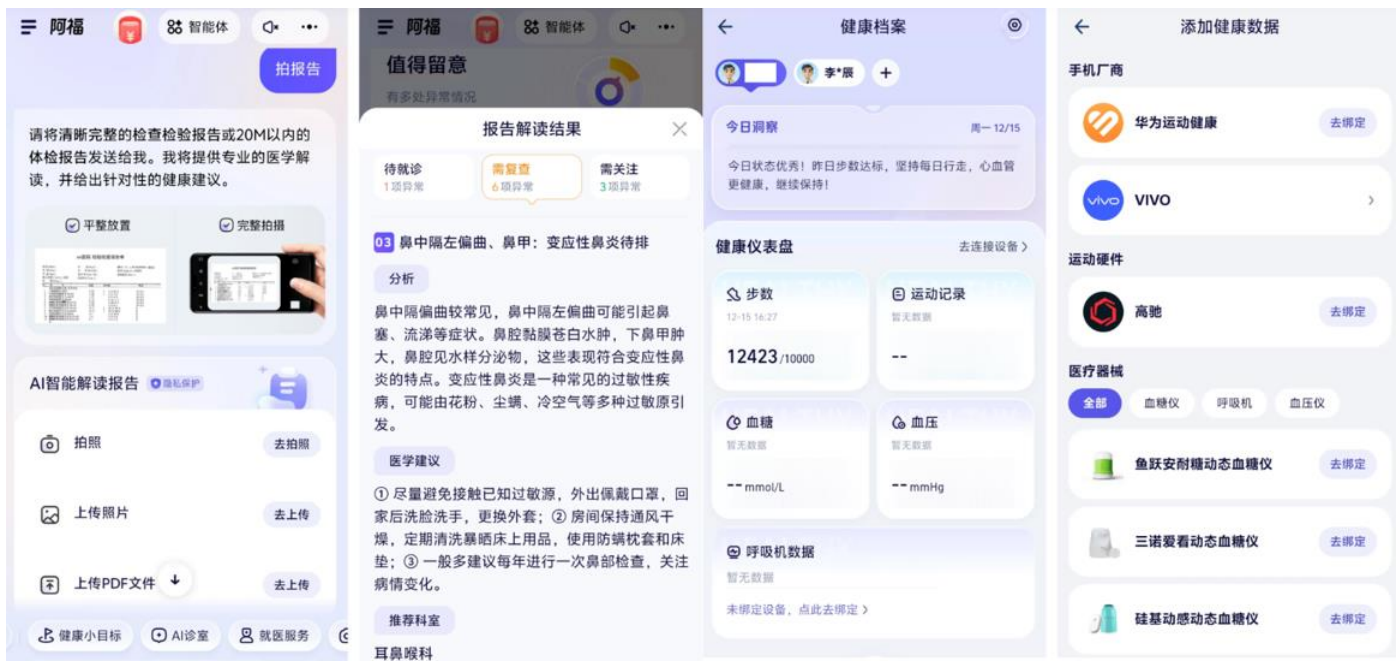 阿福
智能体
拍报告
请将清晰完整的检查检验报告或20M以内的
体检报告发送给我。我将提供专业的医学解
读，并给出针对性的健康建议。
平整放置
完整拍摄
AI智能解读报告
隐私保护
拍照
去拍照
上传照片
去上传
上传PDF文件
去上传
健康小目标
AI诊室
就医服务
阿福
智能体
值得留意
有多处异常情况
报告解读结果
待就诊
1项异常
需复查
6项异常
需关注
3项异常
03 鼻中隔左偏曲、鼻甲：变应性鼻炎待排
分析
鼻中隔偏曲较常见，鼻中隔左偏曲可能引起鼻
塞、流涕等症状。鼻腔黏膜苍白水肿，下鼻甲肿
大，鼻腔见水样分泌物，这些表现符合变应性鼻
炎的特点。变应性鼻炎是一种常见的过敏性疾
病，可能由花粉、尘螨、冷空气等多种过敏原引
发。
医学建议
① 尽量避免接触已知过敏源，外出佩戴口罩，回
家后洗脸洗手，更换外套；② 房间保持通风干
燥，定期清洗暴晒床上用品，使用防螨枕套和床
垫；③ 一般多建议每年进行一次鼻部检查，关注
病情变化。
推荐科室
耳鼻喉科
健康档案
李*辰
今日洞察
周一 12/15
今日状态优秀！昨日步数达标，坚持每日行走，心血管
更健康，继续保持！
健康仪表盘
去连接设备
步数
12-15 16:27
12423/10000
运动记录
暂无数据
--
血糖
暂无数据
-- mmol/L
血压
暂无数据
-- mmHg
呼吸机数据
暂无数据
未绑定设备，点此去绑定
添加健康数据
手机厂商
华为运动健康
去绑定
vivo
VIVO
运动硬件
高驰
去绑定
医疗器械
全部
血糖仪
呼吸机
血压仪
鱼跃安耐糖动态血糖仪
去绑定
三诺爱看动态血糖仪
去绑定
硅基动感动态血糖仪
去绑定